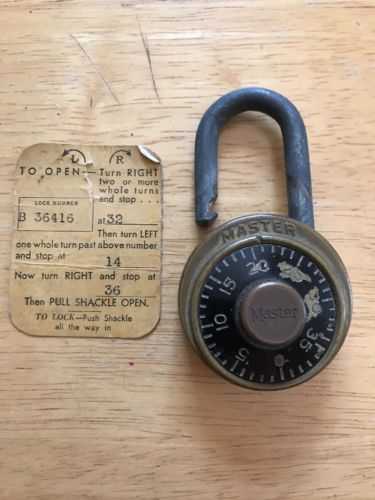 L R
TO OPEN—Turn RIGHT
two or more
whole turns
and stop . . .
LOCK NUMBER
B 36416
at 32
Then turn LEFT
one whole turn past above number
and stop at 14
Now turn RIGHT and stop at
36
Then PULL SHACKLE OPEN.
TO LOCK—Push Shackle
all the way in
MASTER
20
15
10
5
35
Master